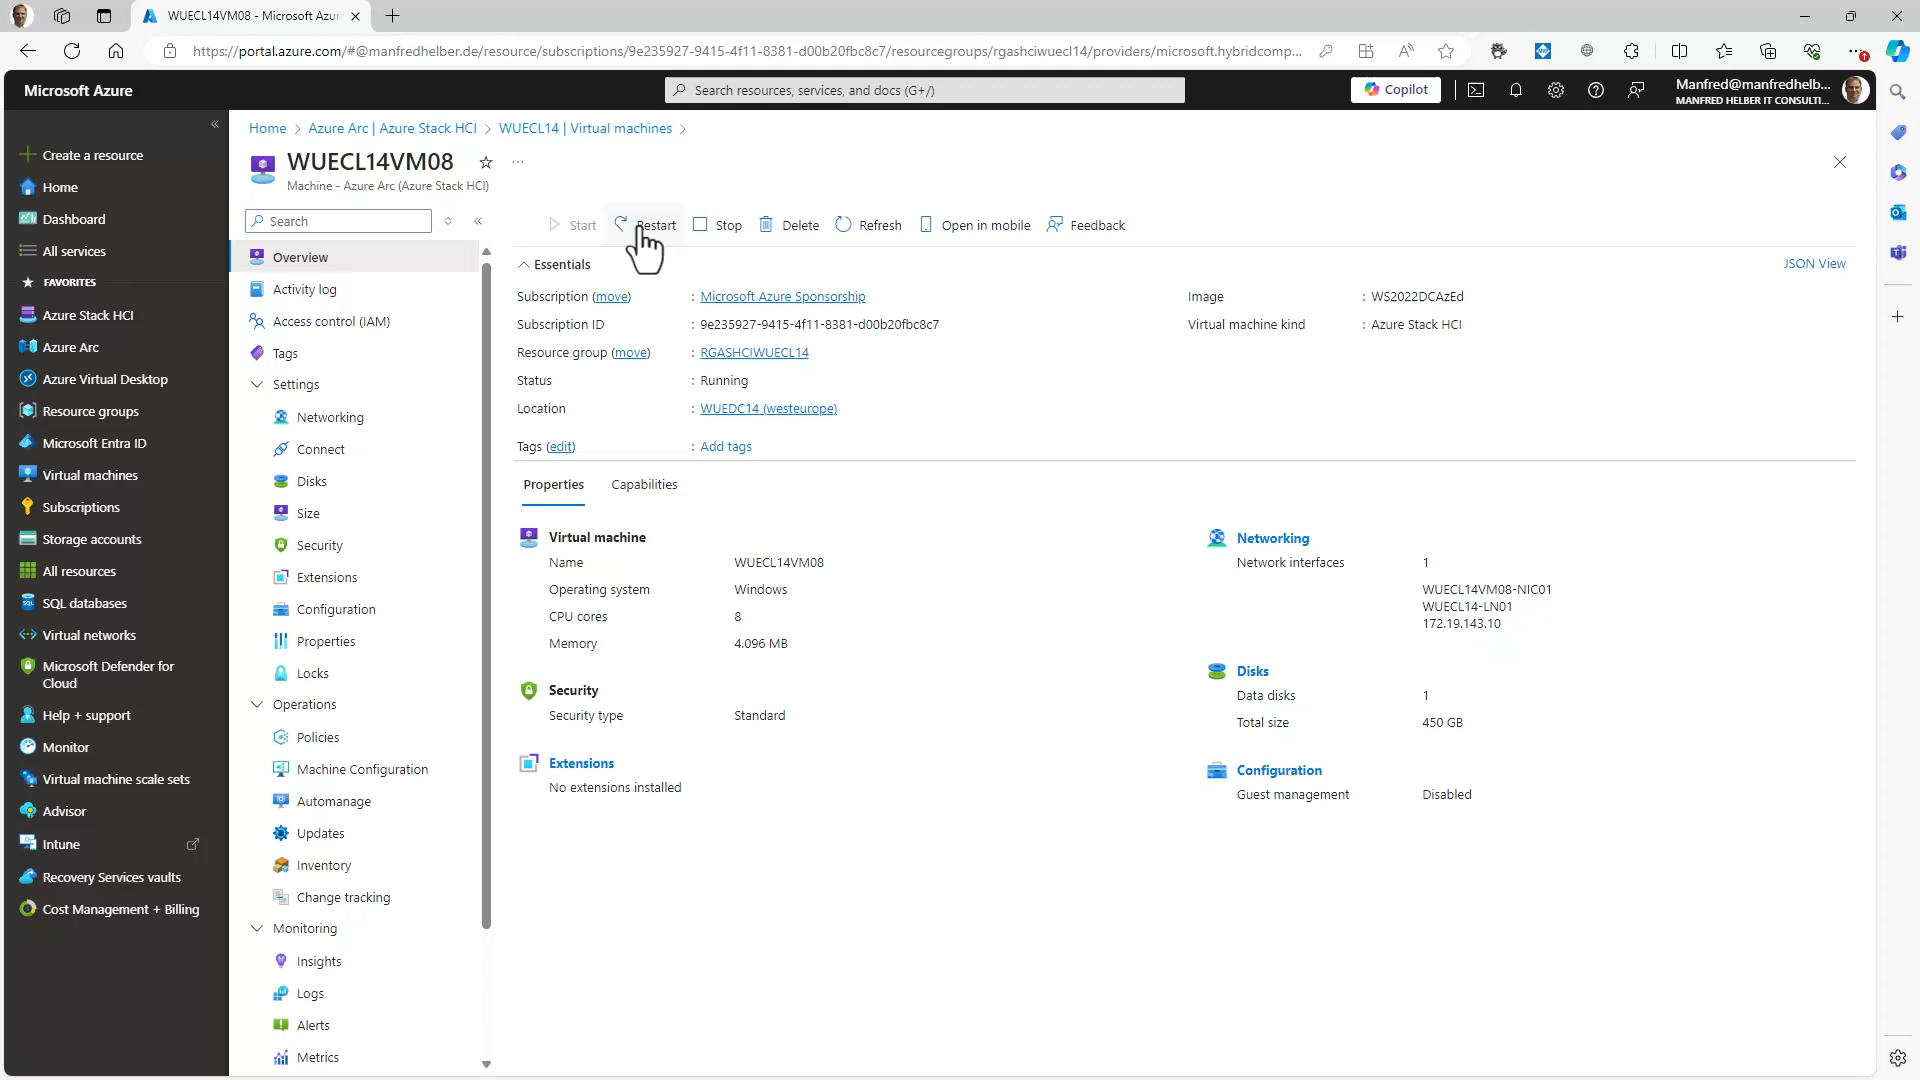 WUECL14VM08 - Microsoft Azur
https://portal.azure.com/#@manfredhelber.de/resource/subscriptions/9e235927-9415-4f11-8381-d00b20fbc8c7/resourcegroups/rgashciwuecl14/providers/microsoft.hybridcomp...
Microsoft Azure
Search resources, services, and docs (G+/)
Copilot
Manfred@manfredhelb...
MANFRED HELBER IT CONSULTI...
Create a resource
Home
Dashboard
All services
FAVORITES
Azure Stack HCI
Azure Arc
Azure Virtual Desktop
Resource groups
Microsoft Entra ID
Virtual machines
Subscriptions
Storage accounts
All resources
SQL databases
Virtual networks
Microsoft Defender for
Cloud
Help + support
Monitor
Virtual machine scale sets
Advisor
Intune
Recovery Services vaults
Cost Management + Billing
Home > Azure Arc | Azure Stack HCI > WUECL14 | Virtual machines >
WUECL14VM08
Machine - Azure Arc (Azure Stack HCI)
Search
Overview
Activity log
Access control (IAM)
Tags
Settings
Networking
Connect
Disks
Size
Security
Extensions
Configuration
Properties
Locks
Operations
Policies
Machine Configuration
Automanage
Updates
Inventory
Change tracking
Monitoring
Insights
Logs
Alerts
Metrics
Start Restart Stop Delete Refresh Open in mobile Feedback
Essentials
JSON View
Subscription (move) : Microsoft Azure Sponsorship
Subscription ID : 9e235927-9415-4f11-8381-d00b20fbc8c7
Resource group (move) : RGASHCIWUECL14
Status : Running
Location : WUEDC14 (westeurope)
Tags (edit) : Add tags
Image : WS2022DCAzEd
Virtual machine kind : Azure Stack HCI
Properties Capabilities
Virtual machine
Name WUECL14VM08
Operating system Windows
CPU cores 8
Memory 4.096 MB
Security
Security type Standard
Extensions
No extensions installed
Networking
Network interfaces 1
WUECL14VM08-NIC01
WUECL14-LN01
172.19.143.10
Disks
Data disks 1
Total size 450 GB
Configuration
Guest management Disabled